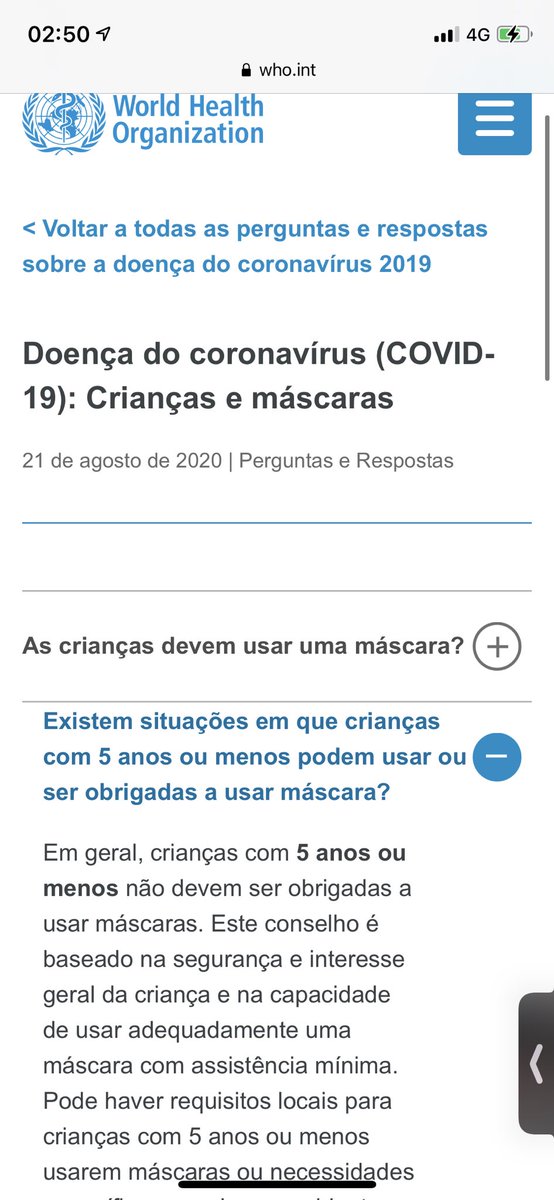 02:50
4G
who.int
World Health
Organization
< Voltar a todas as perguntas e respostas
sobre a doença do coronavírus 2019
Doença do coronavírus (COVID-
19): Crianças e máscaras
21 de agosto de 2020 | Perguntas e Respostas
As crianças devem usar uma máscara?
Existem situações em que crianças
com 5 anos ou menos podem usar ou
ser obrigadas a usar máscara?
Em geral, crianças com 5 anos ou
menos não devem ser obrigadas a
usar máscaras. Este conselho é
baseado na segurança e interesse
geral da criança e na capacidade
de usar adequadamente uma
máscara com assistência mínima.
Pode haver requisitos locais para
crianças com 5 anos ou menos
usarem máscaras ou necessidades